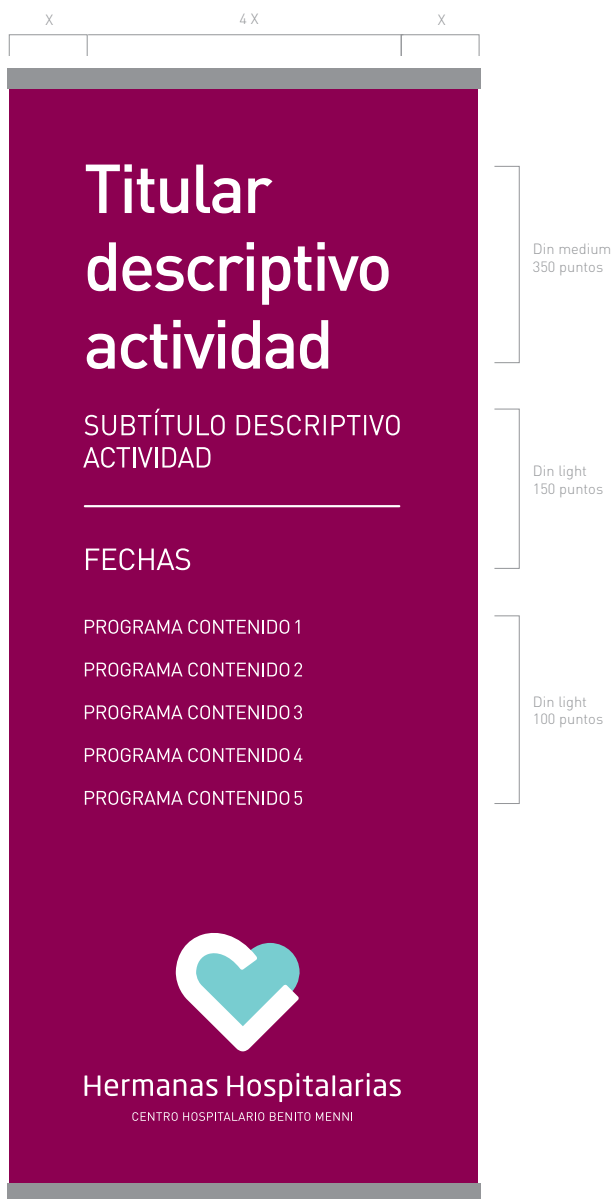 X 4 X X
Titular
descriptivo
actividad
Din medium
350 puntos
SUBTÍTULO DESCRIPTIVO
ACTIVIDAD
Din light
150 puntos
FECHAS
PROGRAMA CONTENIDO 1
PROGRAMA CONTENIDO 2
PROGRAMA CONTENIDO 3
PROGRAMA CONTENIDO 4
PROGRAMA CONTENIDO 5
Din light
100 puntos
Hermanas Hospitalarias
CENTRO HOSPITALARIO BENITO MENNI